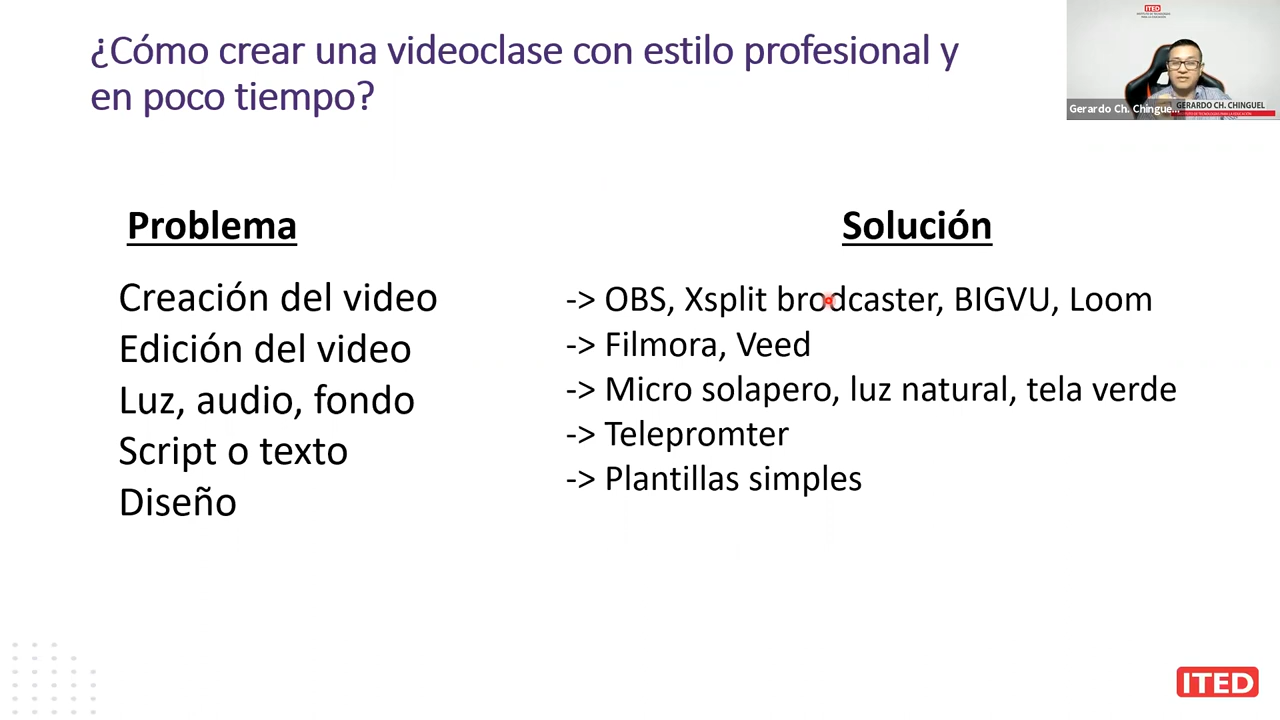 ¿Cómo crear una videoclase con estilo profesional y
en poco tiempo?
ITED
Gerardo Ch. Chingue...
GERARDO CH. CHINGUEL
Problema
Solución
Creación del video
-> OBS, Xsplit brodcaster, BIGVU, Loom
Edición del video
-> Filmora, Veed
Luz, audio, fondo
-> Micro solapero, luz natural, tela verde
Script o texto
-> Telepromter
Diseño
-> Plantillas simples
ITED